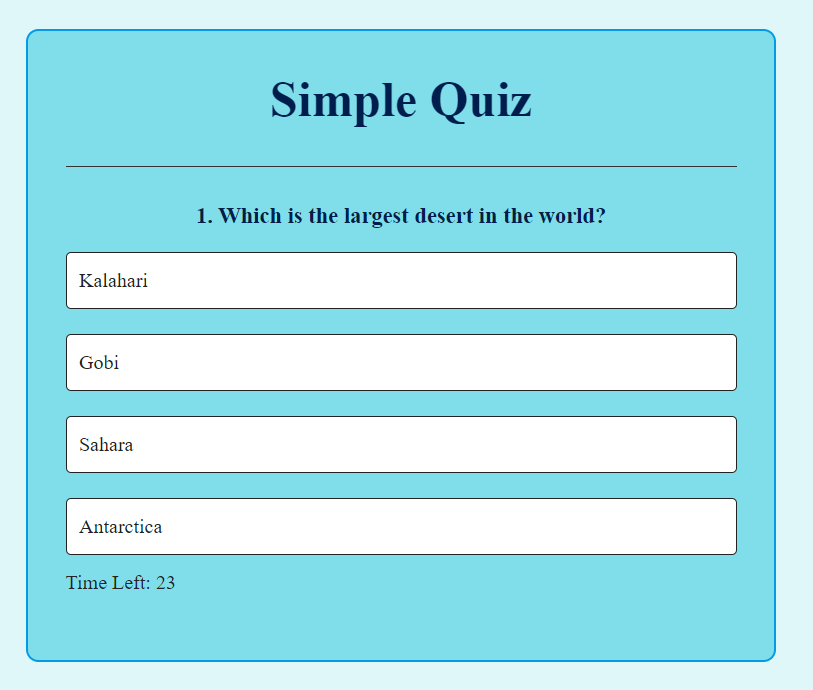 Simple Quiz
1. Which is the largest desert in the world?
Kalahari
Gobi
Sahara
Antarctica
Time Left: 23